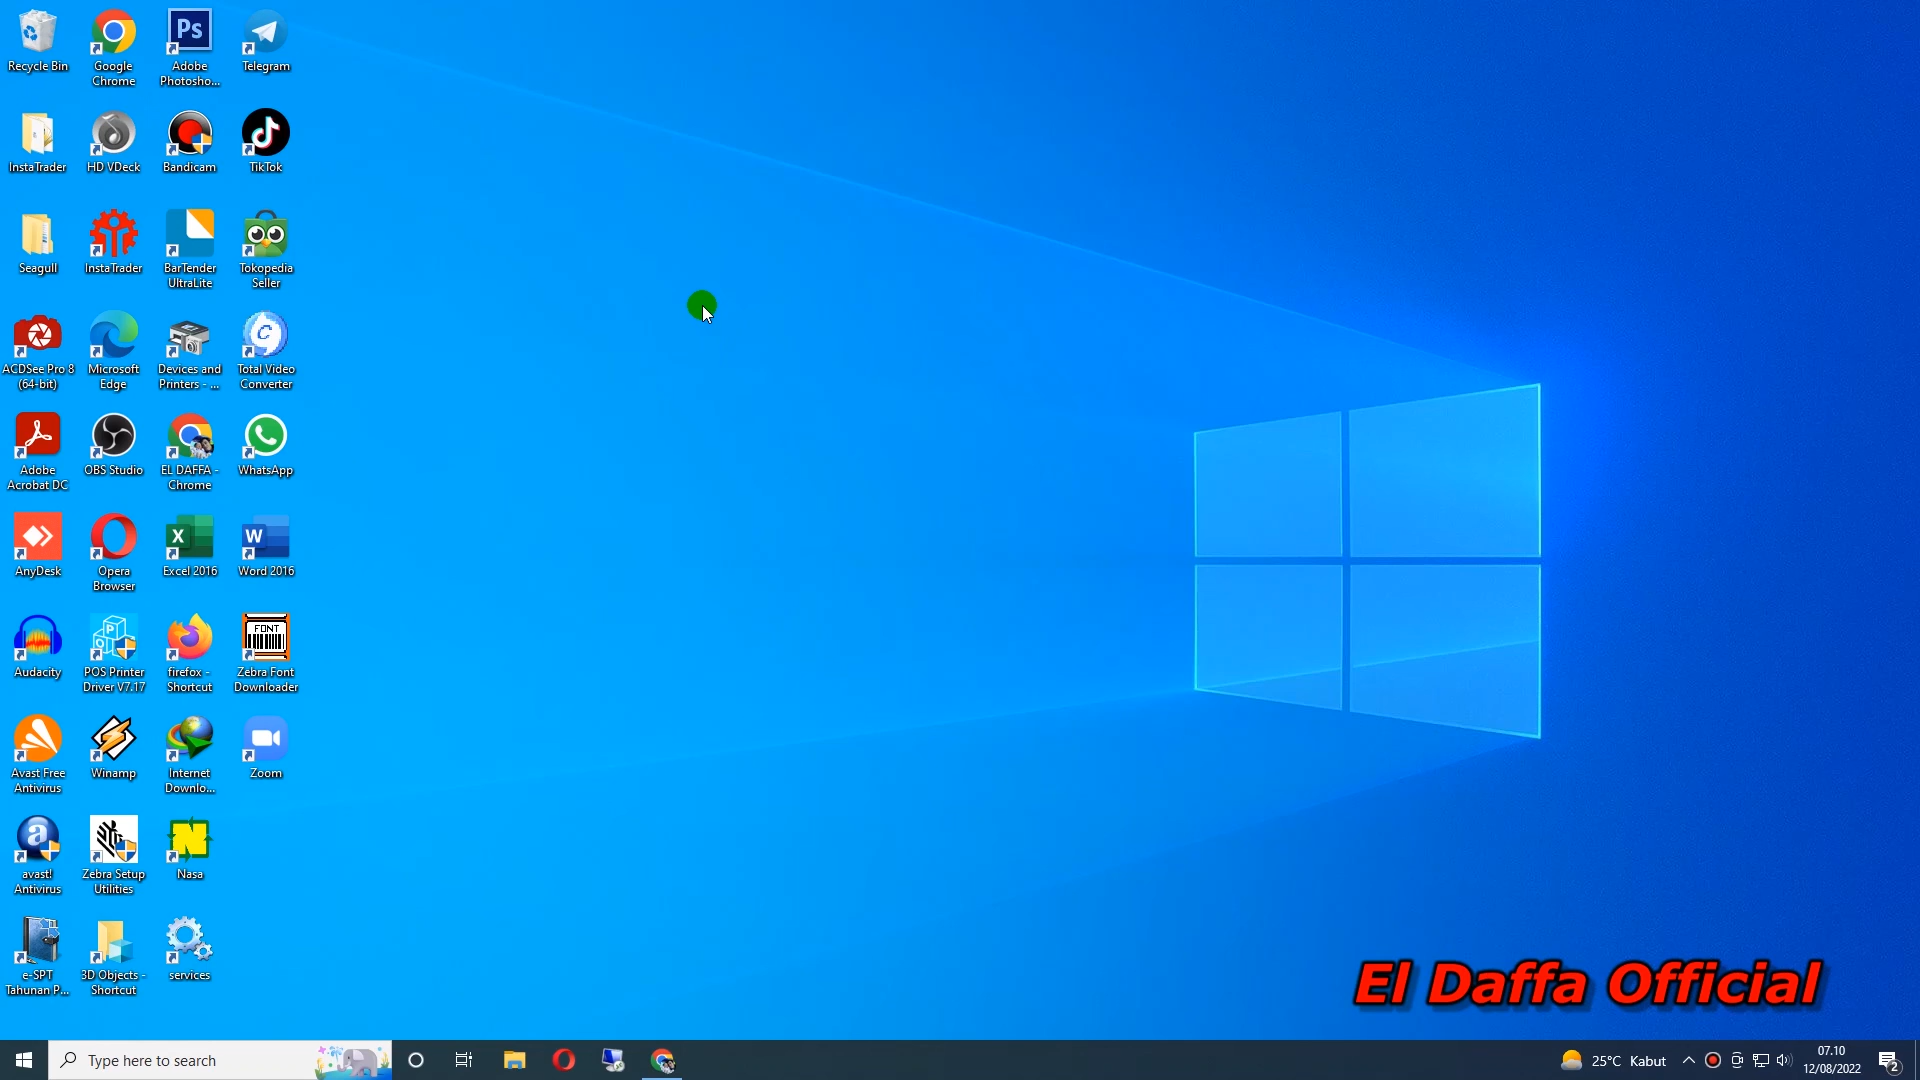 Recycle Bin
Google
Chrome
Ps
Adobe
Photosho...
Telegram
InstaTrader
HD VDeck
Bandicam
TikTok
Seagull
InstaTrader
BarTender
UltraLite
Tokopedia
Seller
ACDSee Pro 8
(64-bit)
Microsoft
Edge
Devices and
Printers - ...
C
Total Video
Converter
Adobe
Acrobat DC
OBS Studio
EL DAFFA -
Chrome
WhatsApp
AnyDesk
Opera
Browser
X
Excel 2016
W
Word 2016
Audacity
P
O
POS Printer
Driver V7.17
firefox -
Shortcut
FONT
Zebra Font
Downloader
Avast Free
Antivirus
Winamp
Internet
Downlo...
Zoom
a
avast!
Antivirus
Zebra Setup
Utilities
N
Nasa
e-SPT
Tahunan P...
3D Objects -
Shortcut
services
El Daffa Official
Type here to search
25°C Kabut
07.10
12/08/2022
2